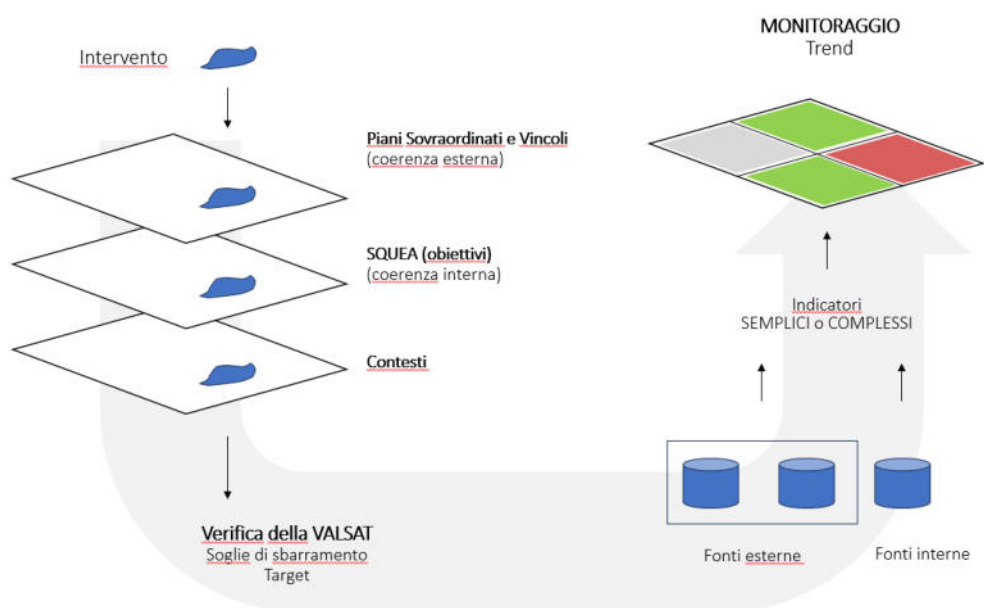 Intervento
Piani Sovraordinati e Vincoli
(coerenza esterna)
SQUEA (obiettivi)
(coerenza interna)
Contesti
Verifica della VALSAT
Soglie di sbarramento
Target
MONITORAGGIO
Trend
Indicatori
SEMPLICI o COMPLESSI
Fonti esterne
Fonti interne